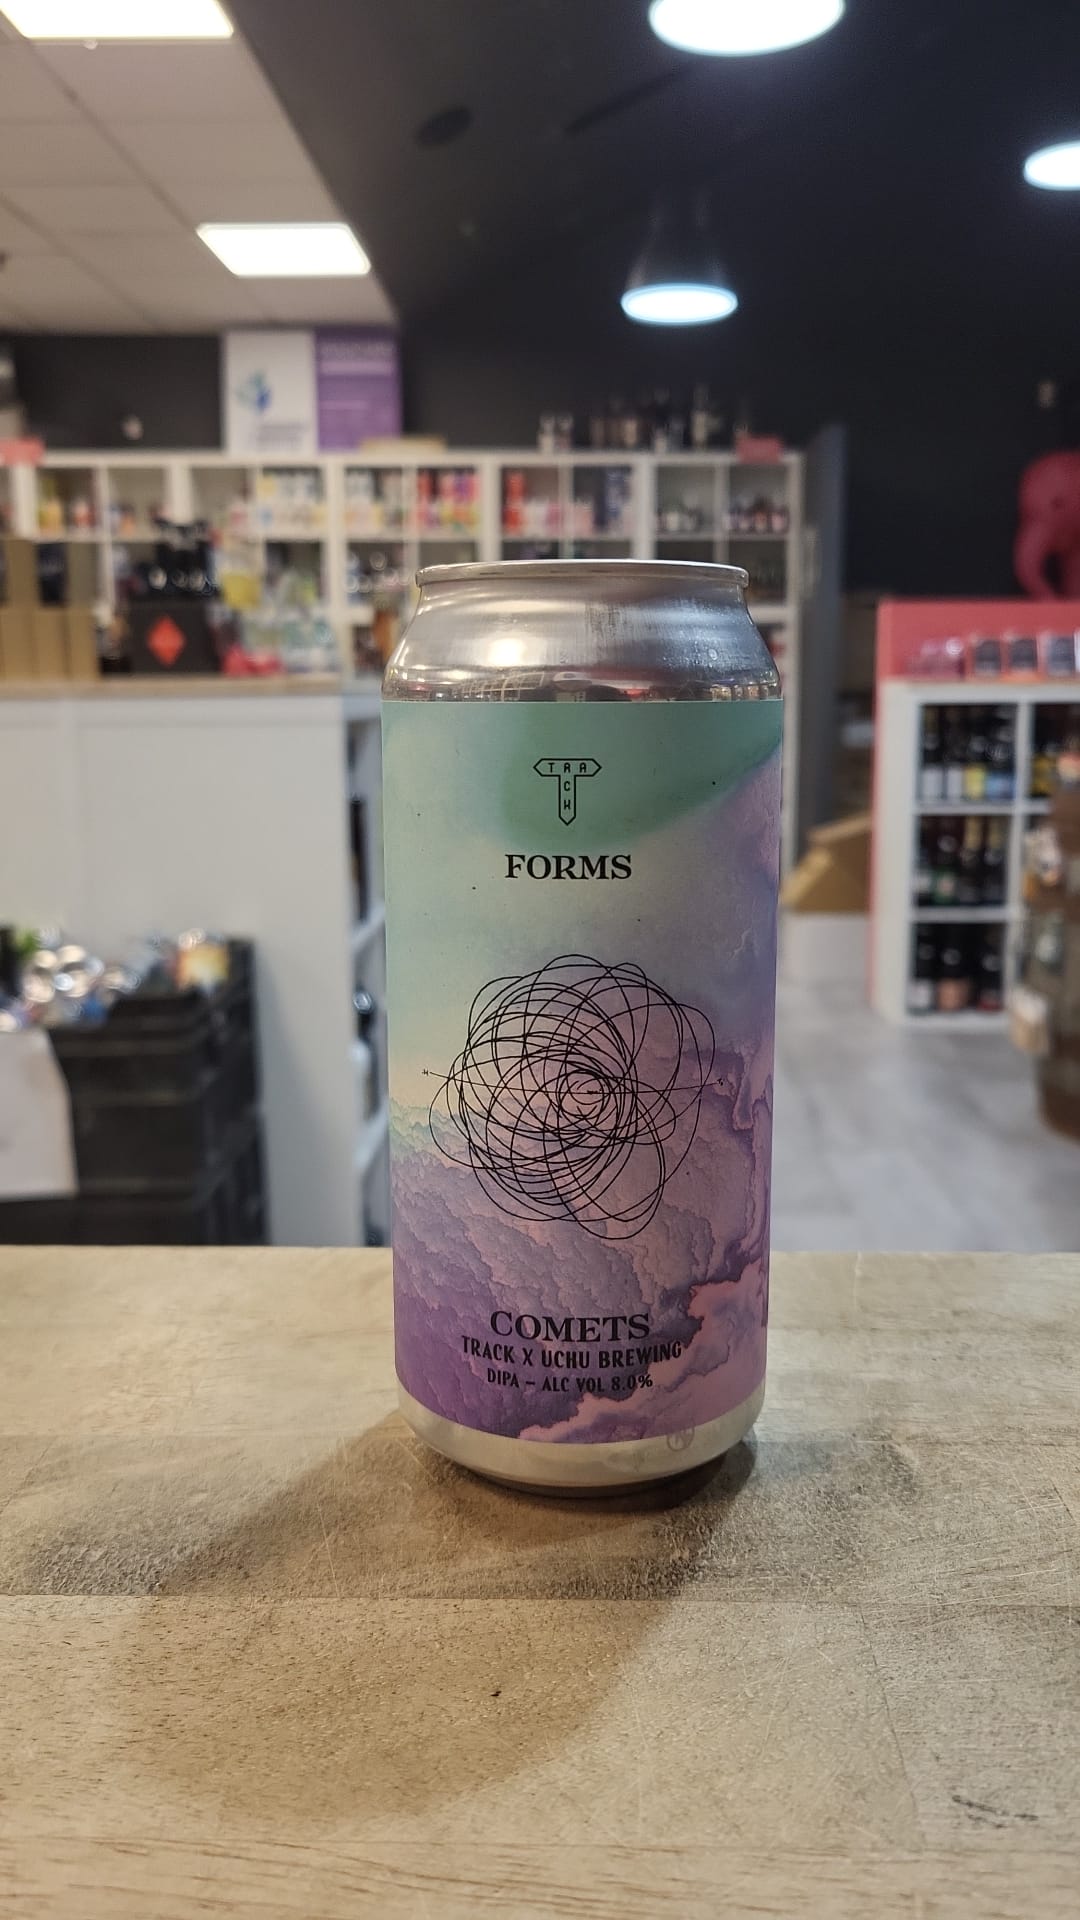 TRACK
FORMS
COMETS
TRACK X UCHU BREWING
DIPA – ALC VOL 8.0%